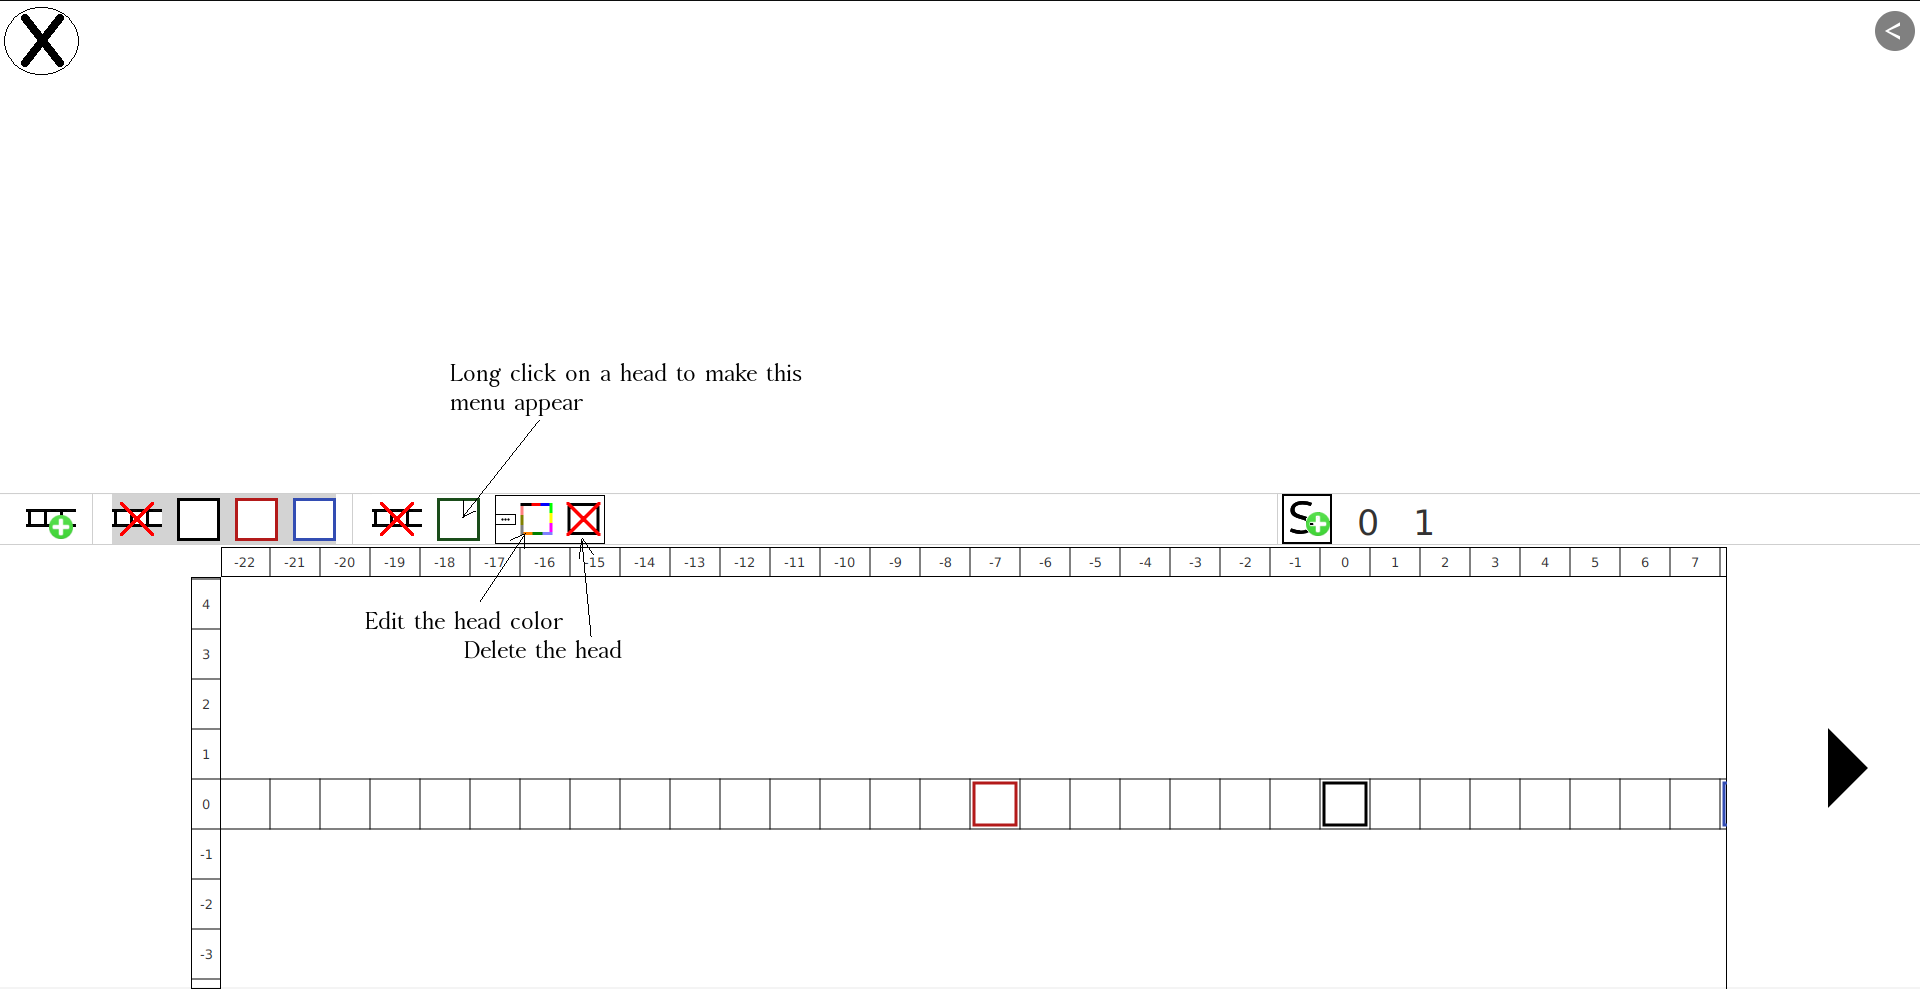 X
<
Long click on a head to make this
menu appear
... S 0 1
-22 -21 -20 -19 -18 -17 -16 -15 -14 -13 -12 -11 -10 -9 -8 -7 -6 -5 -4 -3 -2 -1 0 1 2 3 4 5 6 7
4
Edit the head color
Delete the head
3
2
1
0
-1
-2
-3